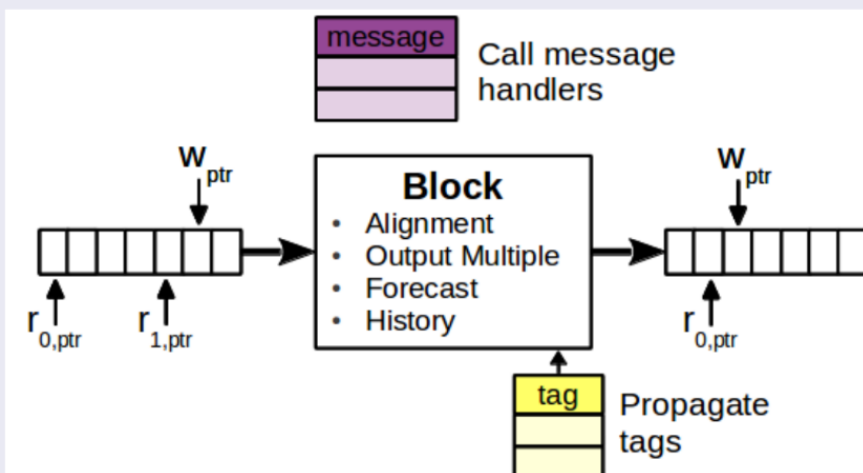 message
Call message
handlers
w ptr
w ptr
Block
• Alignment
• Output Multiple
• Forecast
• History
r 0,ptr
r 1,ptr
r 0,ptr
tag
Propagate
tags